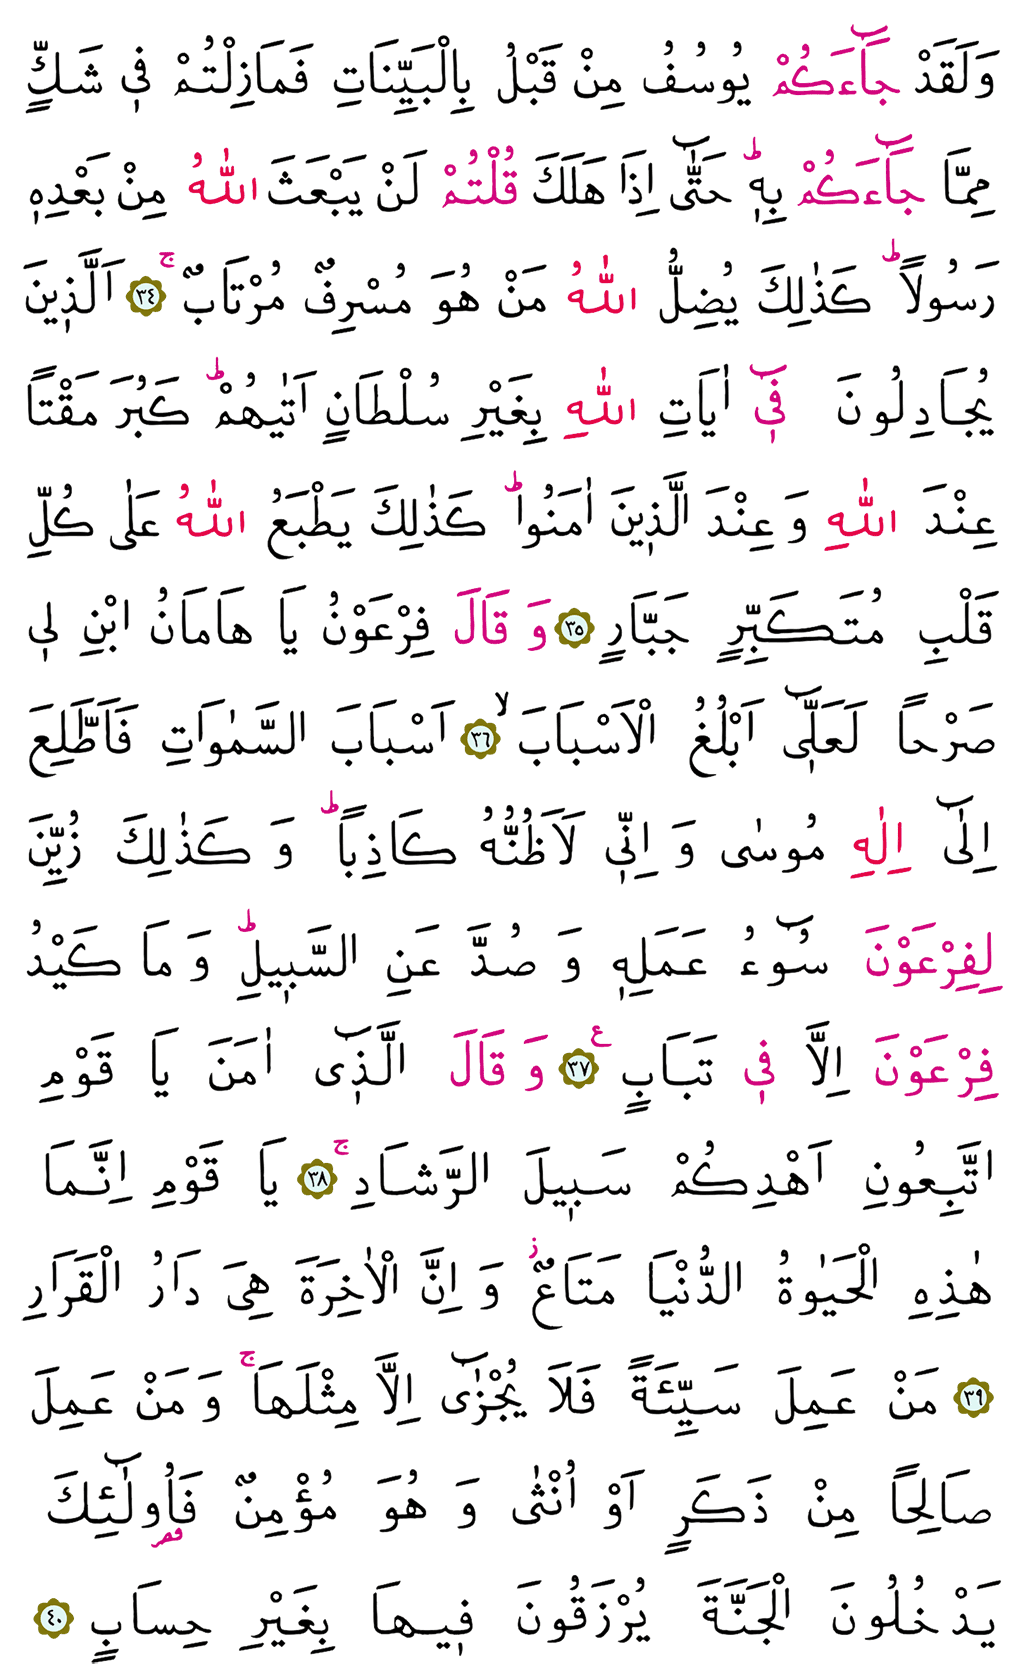 وَلَقَدْ جَٓاءَكُمْ يُوسُفُ مِنْ قَبْلُ بِالْبَيِّنَاتِ فَمَازِلْتُمْ ف۪ي شَكٍّ
مِمَّا جَٓاءَكُمْ بِه۪ۜ حَتّٰٓى اِذَا هَلَكَ قُلْتُمْ لَنْ يَبْعَثَ اللّٰهُ مِنْ بَعْدِه۪
رَسُولًاۜ كَذٰلِكَ يُضِلُّ اللّٰهُ مَنْ هُوَ مُسْرِفٌ مُرْتَابٌۚ ﴿٣٤﴾ اَلَّذ۪ينَ
يُجَادِلُونَ ف۪ٓي اٰيَاتِ اللّٰهِ بِغَيْرِ سُلْطَانٍ اَتٰيهُمْۜ كَبُرَ مَقْتًا
عِنْدَ اللّٰهِ وَ عِنْدَ الَّذ۪ينَ اٰمَنُواۜ كَذٰلِكَ يَطْبَعُ اللّٰهُ عَلٰى كُلِّ
قَلْبِ مُتَكَبِّرٍ جَبَّارٍ ﴿٣٥﴾ وَ قَالَ فِرْعَوْنُ يَا هَامَانُ ابْنِ ل۪ي
صَرْحًا لَعَلّ۪ٓي اَبْلُغُ الْاَسْبَابَۙ ﴿٣٦﴾ اَسْبَابَ السَّمٰوَاتِ فَاَطَّلِعَ
اِلٰٓى اِلٰهِ مُوسٰى وَ اِنّ۪ي لَاَظُنُّهُ كَاذِبًاۜ وَ كَذٰلِكَ زُيِّنَ
لِفِرْعَوْنَ سُٓوءُ عَمَلِه۪ وَ صُدَّ عَنِ السَّب۪يلِۜ وَ مَا كَيْدُ
فِرْعَوْنَ اِلَّا ف۪ي تَبَابٍ۟ ﴿٣٧﴾ وَ قَالَ الَّذ۪ٓي اٰمَنَ يَا قَوْمِ
اتَّبِعُونِ اَهْدِكُمْ سَب۪يلَ الرَّشَادِۚ ﴿٣٨﴾ يَا قَوْمِ اِنَّمَا
هٰذِهِ الْحَيٰوةُ الدُّنْيَا مَتَاعٌۘ وَ اِنَّ الْاٰخِرَةَ هِيَ دَارُ الْقَرَارِ
﴿٣٩﴾ مَنْ عَمِلَ سَيِّئَةً فَلَا يُجْزٰٓى اِلَّا مِثْلَهَاۚ وَ مَنْ عَمِلَ
صَالِحًا مِنْ ذَكَرٍ اَوْ اُنْثٰى وَ هُوَ مُؤْمِنٌ فَاُو۬لٰٓئِكَ
يَدْخُلُونَ الْجَنَّةَ يُرْزَقُونَ ف۪يهَا بِغَيْرِ حِسَابٍ ﴿٤٠﴾